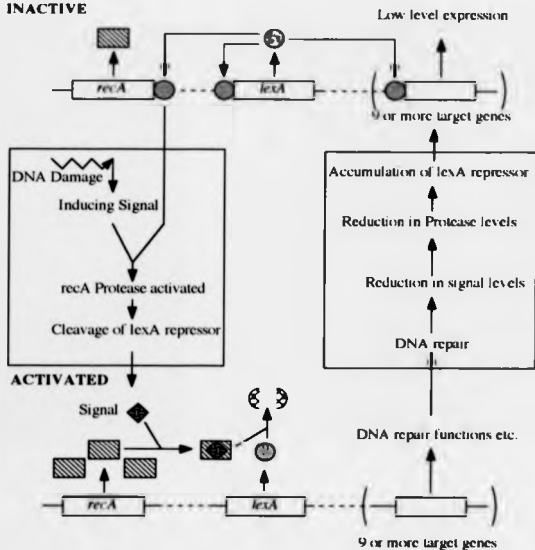 INACTIVE
Low level expression
recA
lexA
9 or more target genes
DNA Damage
Inducing Signal
recA Protease activated
Cleavage of lexA repressor
Accumulation of lexA repressor
Reduction in Protease levels
Reduction in signal levels
DNA repair
ACTIVATED
Signal
DNA repair functions etc.
recA
lexA
9 or more target genes